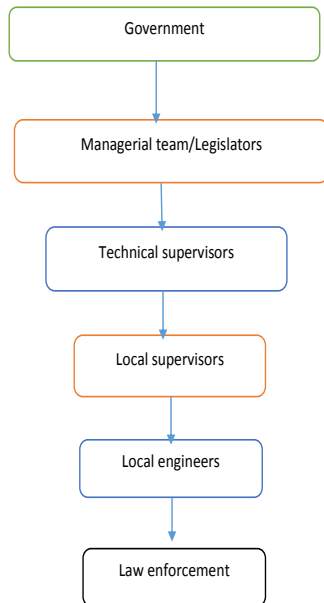 Government
Managerial team/Legislators
Technical supervisors
Local supervisors
Local engineers
Law enforcement